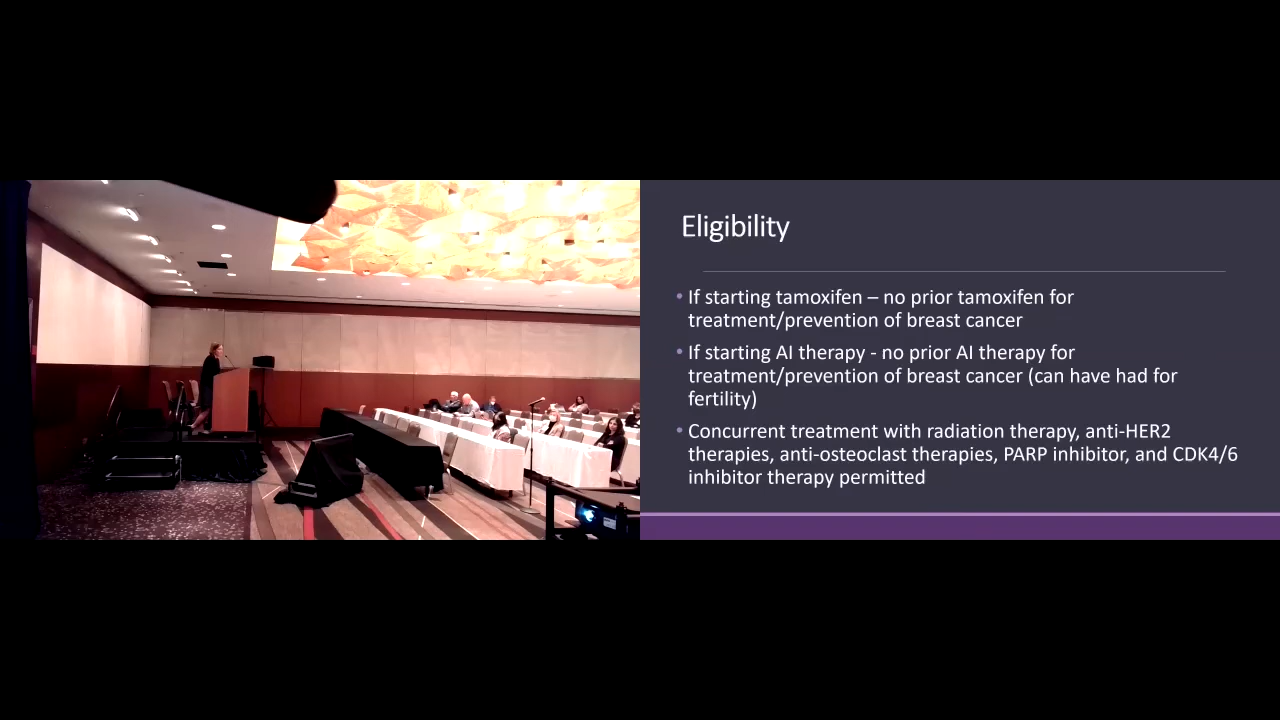 Eligibility
• If starting tamoxifen – no prior tamoxifen for
treatment/prevention of breast cancer
• If starting AI therapy - no prior AI therapy for
treatment/prevention of breast cancer (can have had for
fertility)
• Concurrent treatment with radiation therapy, anti-HER2
therapies, anti-osteoclast therapies, PARP inhibitor, and CDK4/6
inhibitor therapy permitted